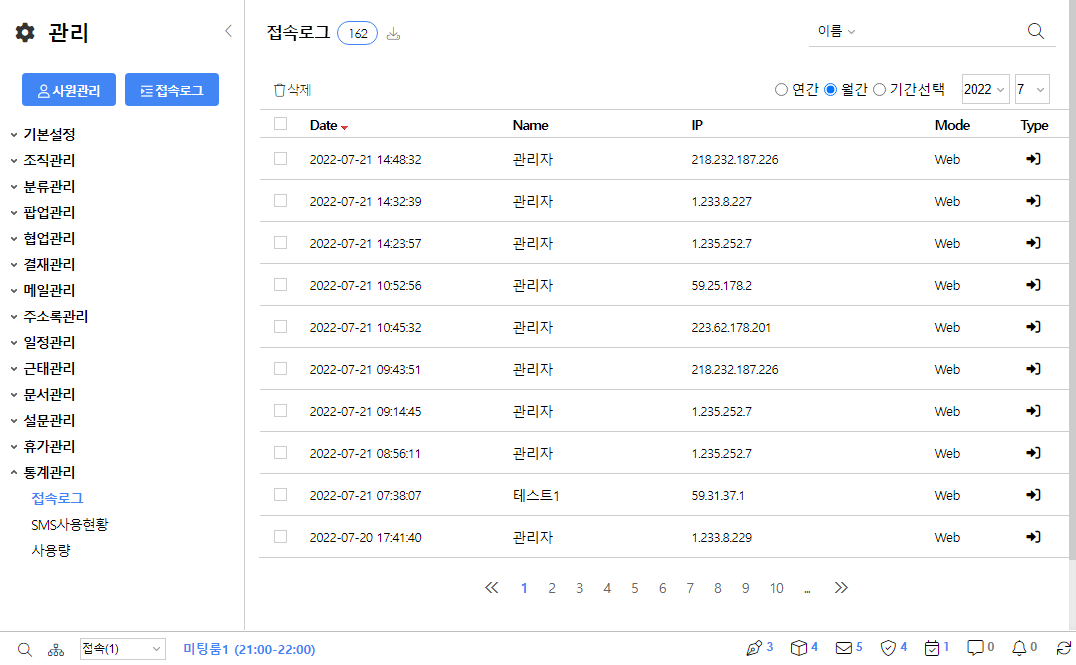 관리
사원관리 접속로그
기본설정
조직관리
분류관리
팝업관리
협업관리
결재관리
메일관리
주소록관리
일정관리
근태관리
문서관리
설문관리
휴가관리
통계관리
접속로그
SMS사용현황
사용량
접속로그 162
이름
삭제 연간 월간 기간선택 2022 7
Date Name IP Mode Type
2022-07-21 14:48:32 관리자 218.232.187.226 Web
2022-07-21 14:32:39 관리자 1.233.8.227 Web
2022-07-21 14:23:57 관리자 1.235.252.7 Web
2022-07-21 10:52:56 관리자 59.25.178.2 Web
2022-07-21 10:45:32 관리자 223.62.178.201 Web
2022-07-21 09:43:51 관리자 218.232.187.226 Web
2022-07-21 09:14:45 관리자 1.235.252.7 Web
2022-07-21 08:56:11 관리자 1.235.252.7 Web
2022-07-21 07:38:07 테스트1 59.31.37.1 Web
2022-07-20 17:41:40 관리자 1.233.8.229 Web
1 2 3 4 5 6 7 8 9 10 ...
접속(1) 미팅룸1 (21:00-22:00) 3 4 5 4 1 0 0